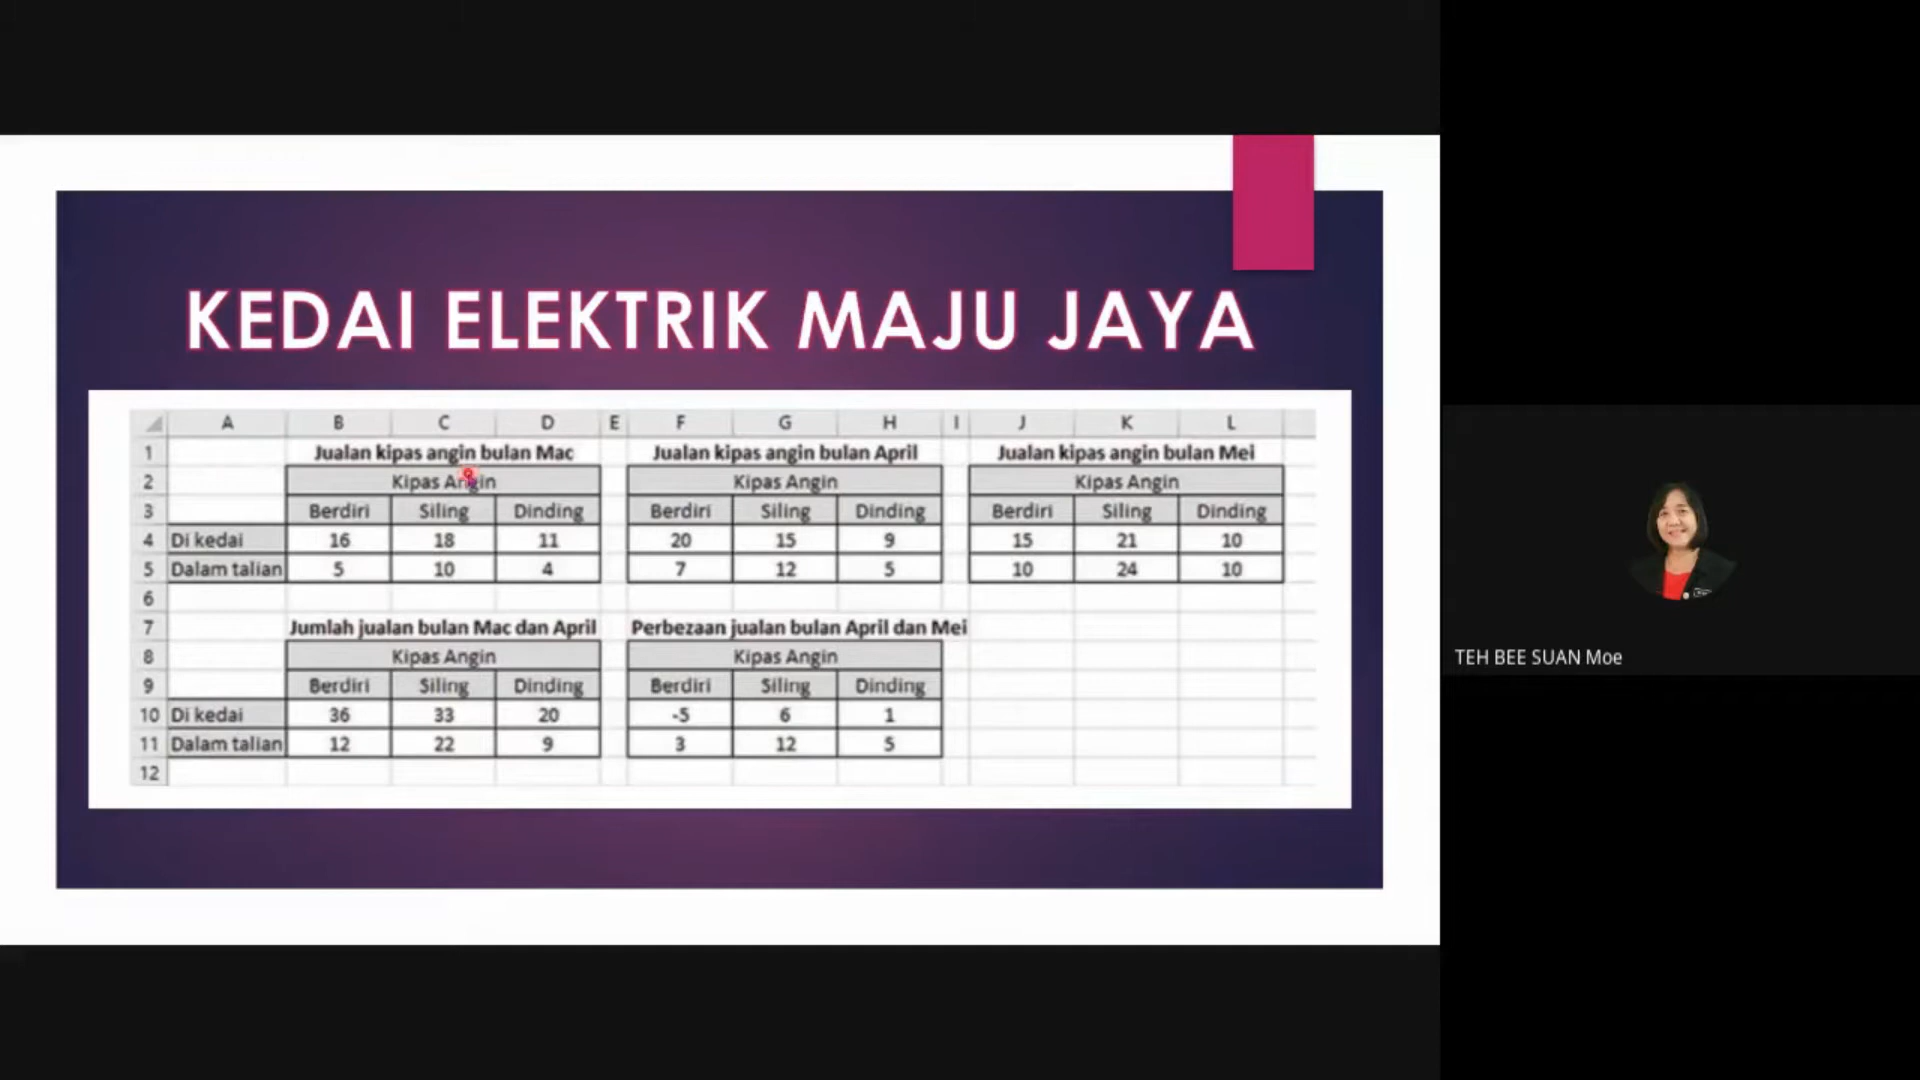 KEDAI ELEKTRIK MAJU JAYA
A B C D E F G H I J K L
1 Jualan kipas angin bulan Mac Jualan kipas angin bulan April Jualan kipas angin bulan Mei
2 Kipas Angin Kipas Angin Kipas Angin
3 Berdiri Siling Dinding Berdiri Siling Dinding Berdiri Siling Dinding
4 Di kedai 16 18 11 20 15 9 15 21 10
5 Dalam talian 5 10 4 7 12 5 10 24 10
6
7 Jumlah jualan bulan Mac dan April Perbezaan jualan bulan April dan Mei
8 Kipas Angin Kipas Angin
9 Berdiri Siling Dinding Berdiri Siling Dinding
10 Di kedai 36 33 20 -5 6 1
11 Dalam talian 12 22 9 3 12 5
12
TEH BEE SUAN Moe